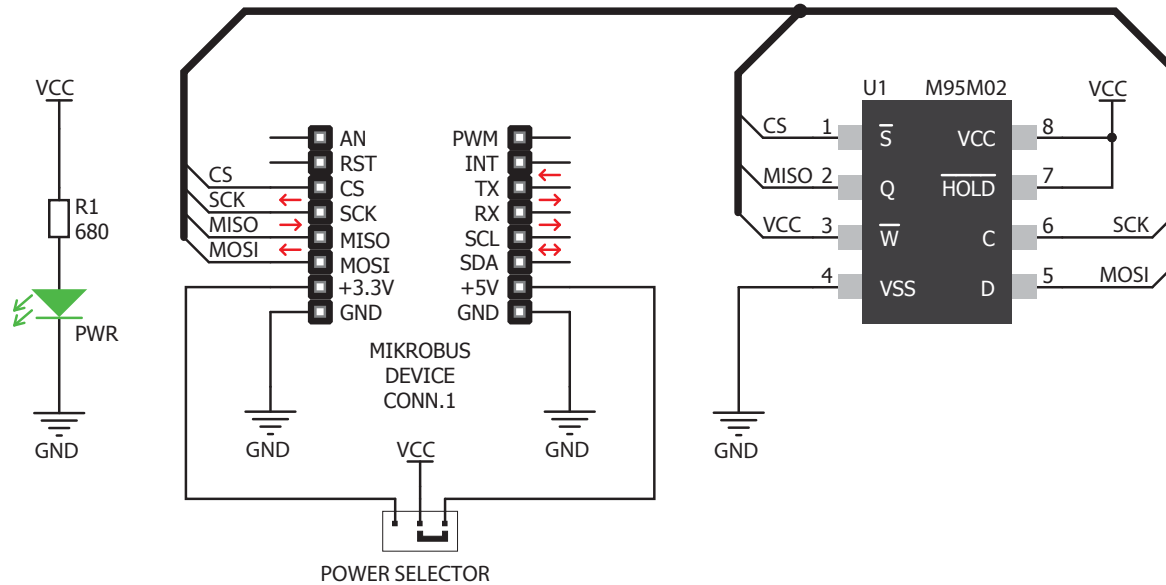 VCC
R1
680
PWR
GND
CS
SCK
MISO
MOSI
AN
RST
CS
SCK
MISO
MOSI
+3.3V
GND
PWM
INT
TX
RX
SCL
SDA
+5V
GND
MIKROBUS
DEVICE
CONN.1
GND
GND
VCC
POWER SELECTOR
U1 M95M02
VCC
CS 1 S VCC 8
MISO 2 Q HOLD 7
VCC 3 W C 6 SCK
4 VSS D 5 MOSI
GND